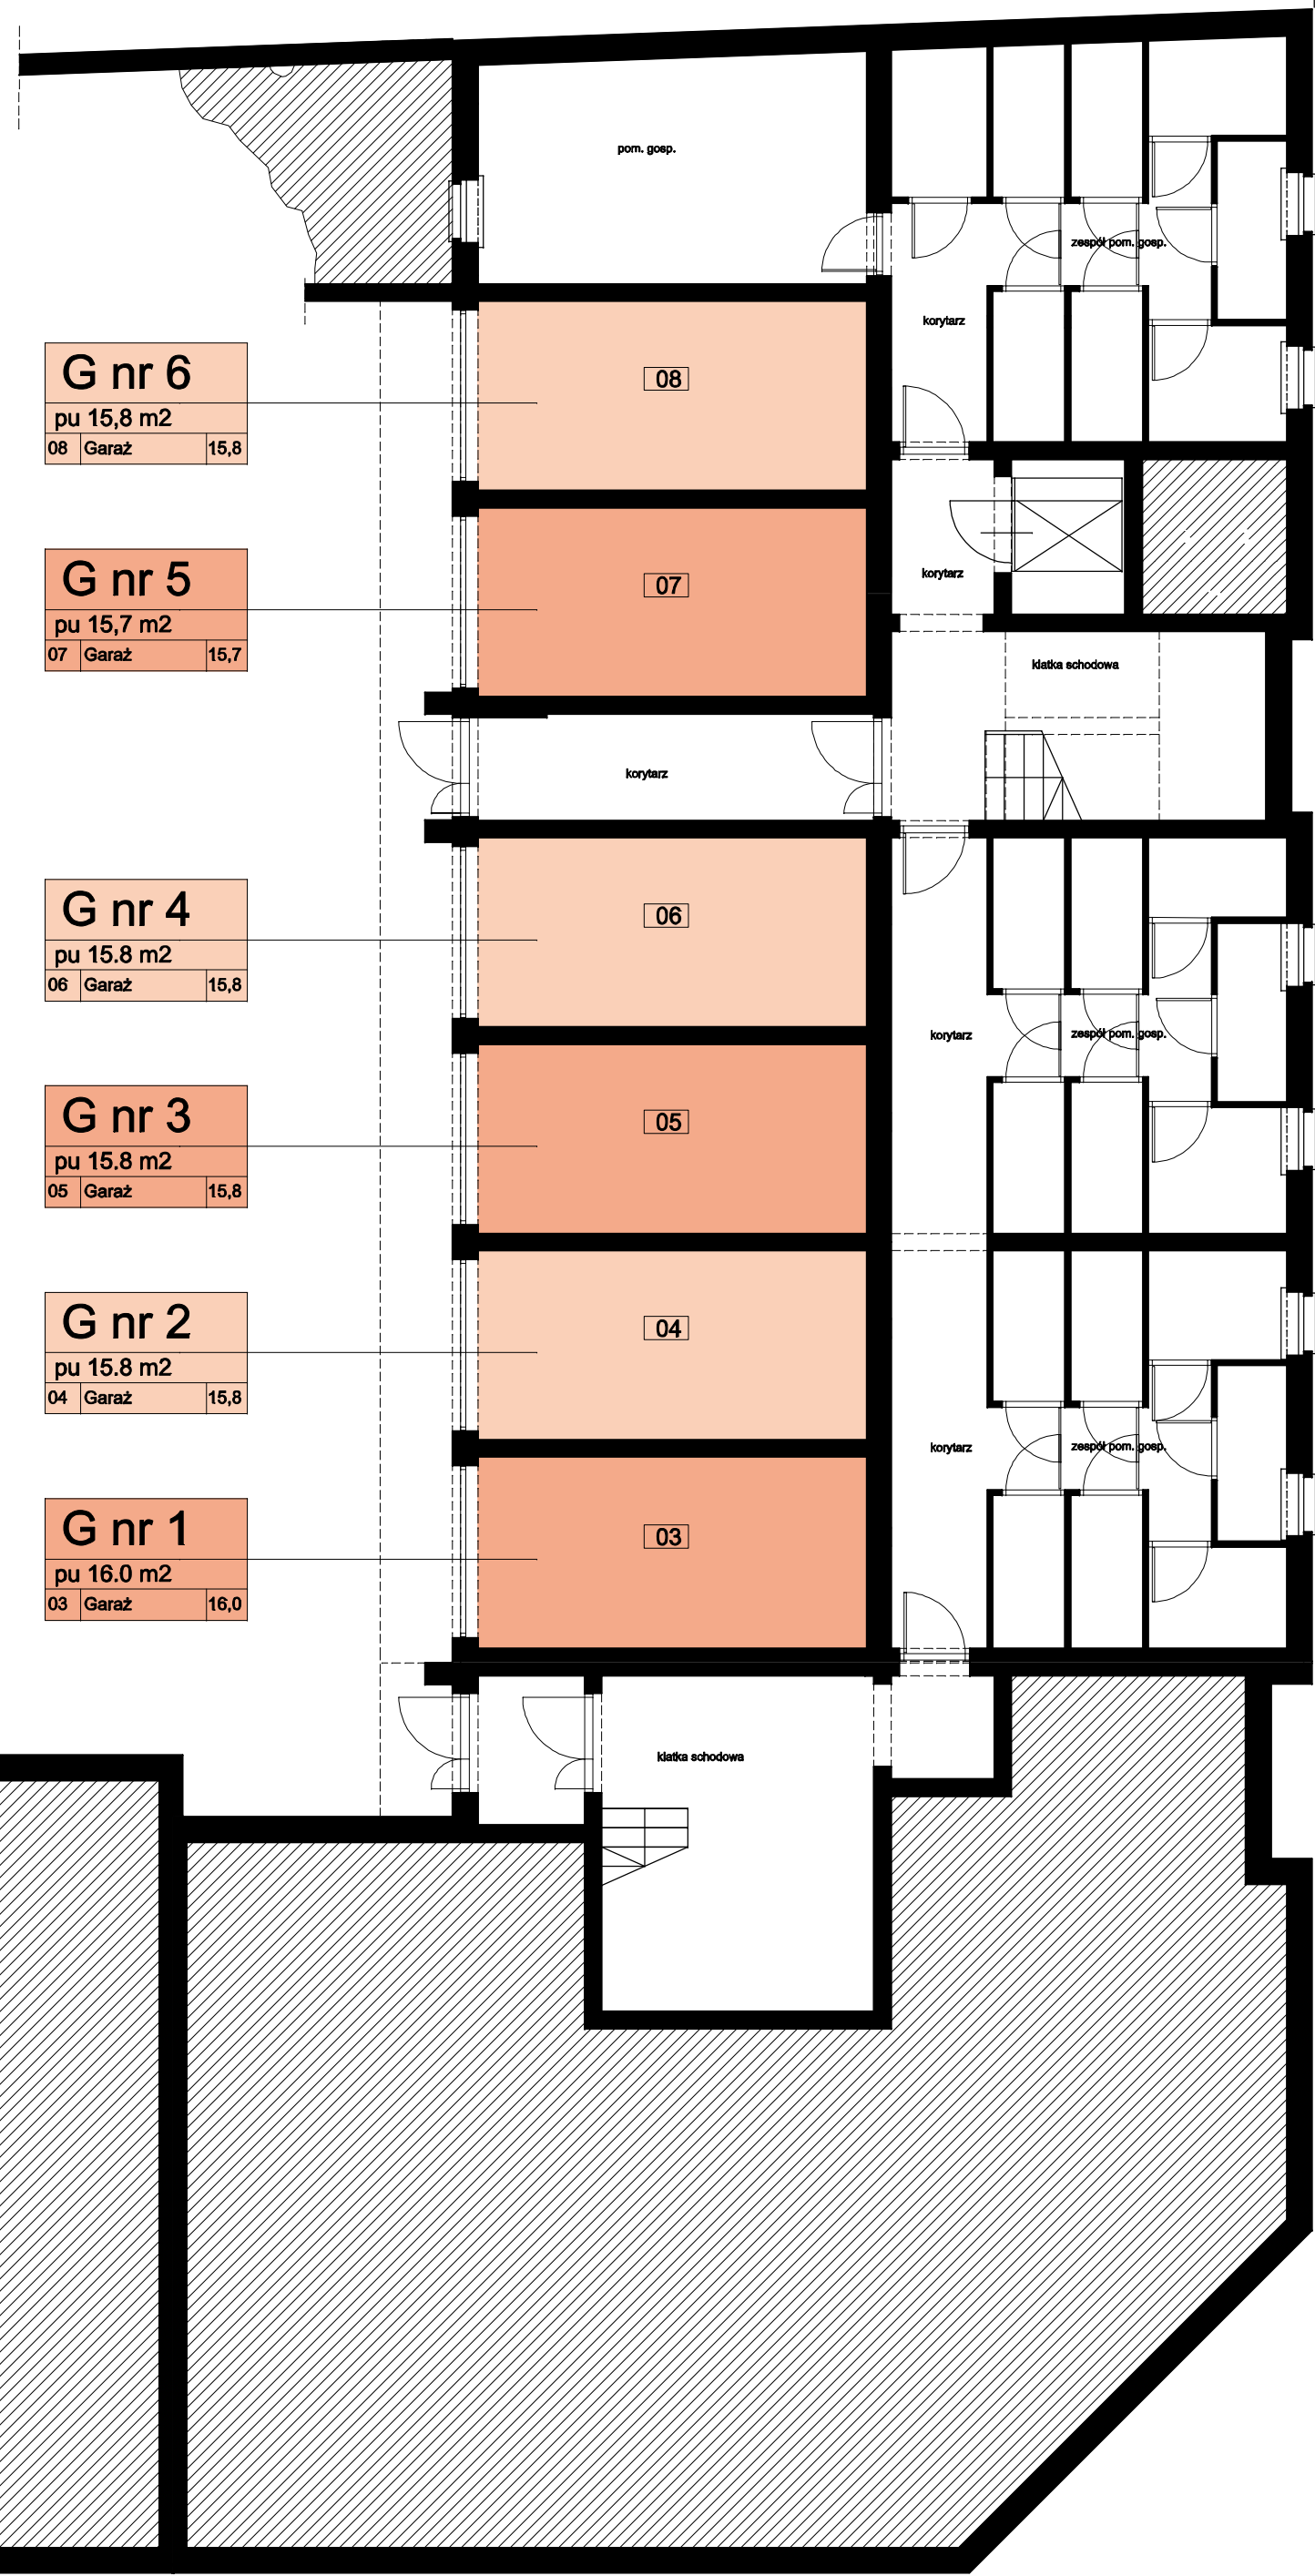 pom. gosp.
zespół pom. gosp.
korytarz
G nr 6
pu 15,8 m2
08 Garaż 15,8
08
G nr 5
pu 15,7 m2
07 Garaż 15,7
07
korytarz
klatka schodowa
korytarz
G nr 4
pu 15.8 m2
06 Garaż 15,8
06
korytarz
zespół pom. gosp.
G nr 3
pu 15.8 m2
05 Garaż 15,8
05
G nr 2
pu 15.8 m2
04 Garaż 15,8
04
korytarz
zespół pom. gosp.
G nr 1
pu 16.0 m2
03 Garaż 16,0
03
klatka schodowa